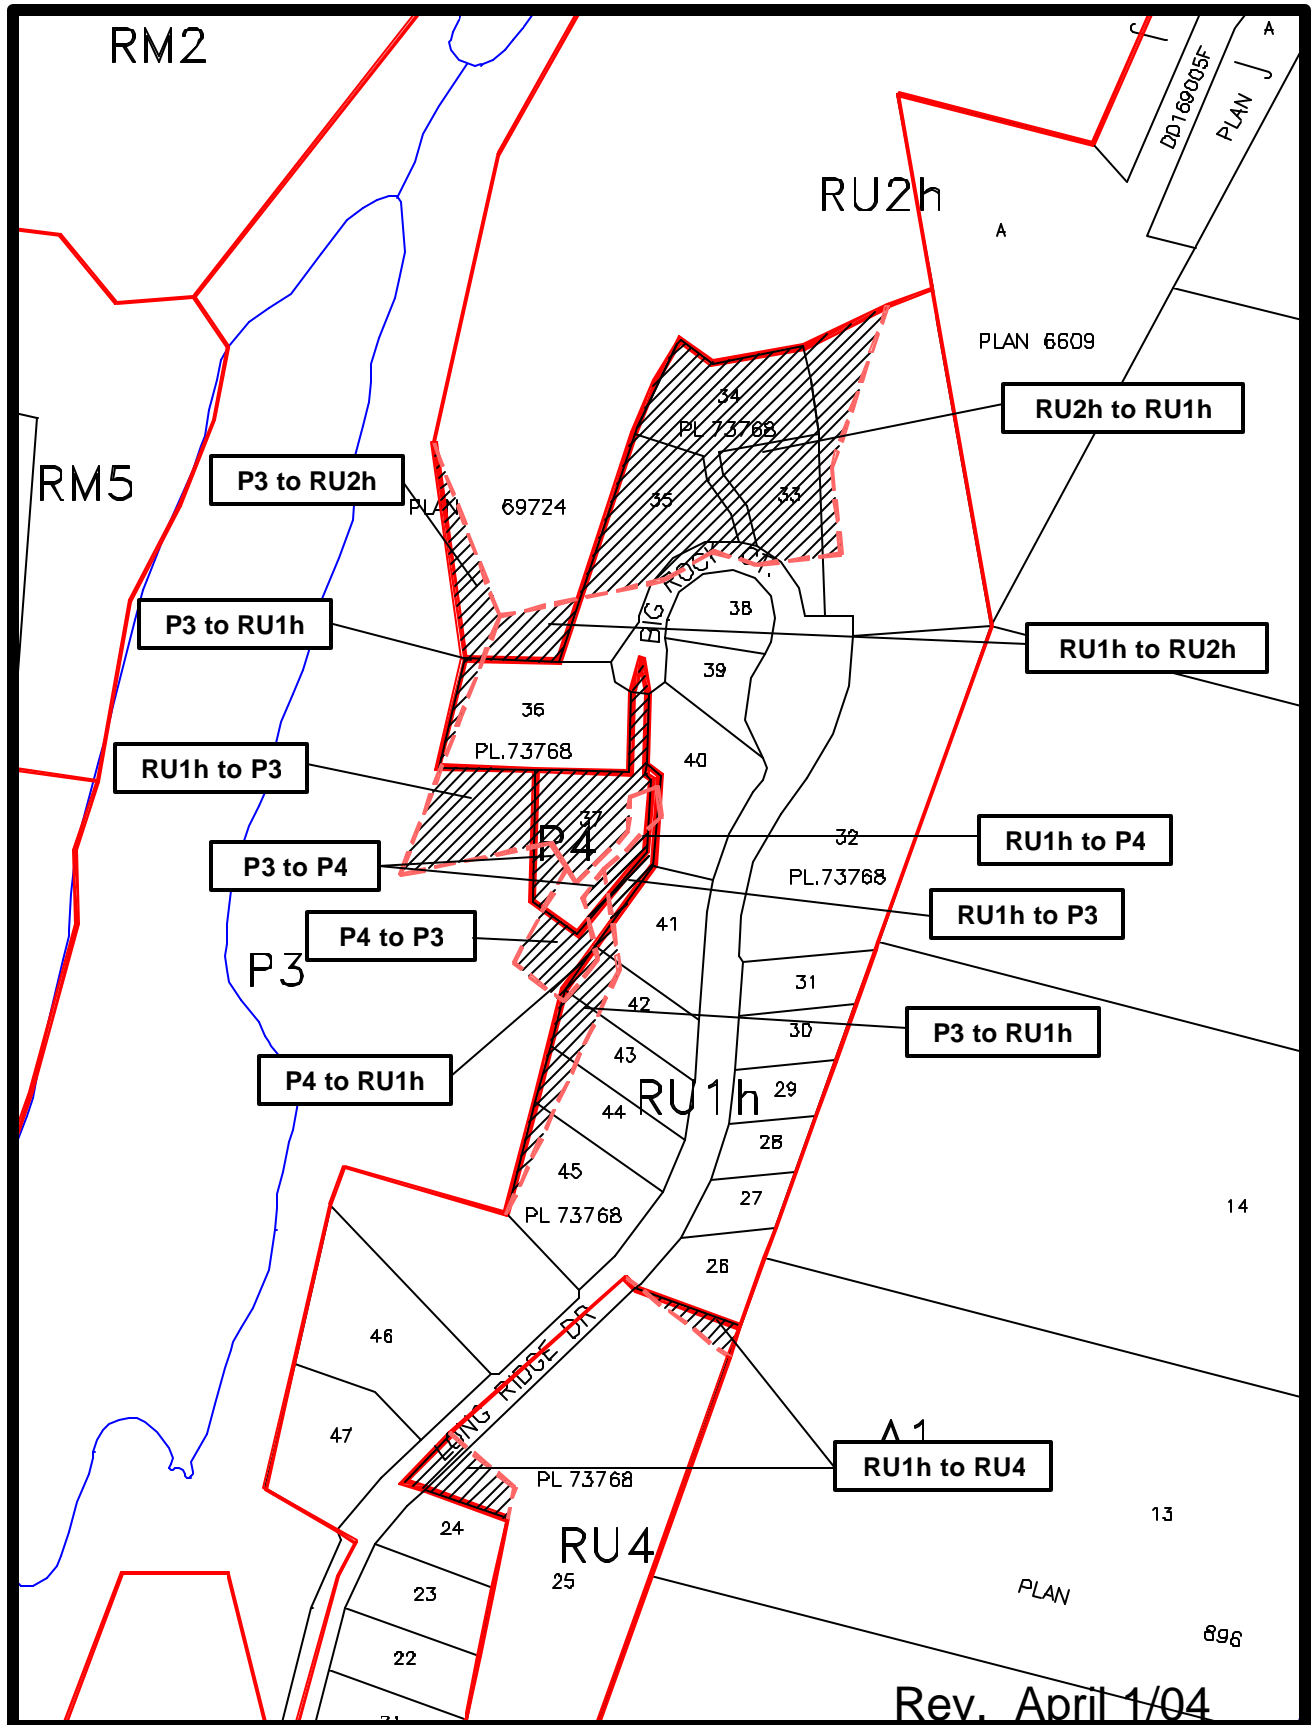 RM2
J
A
DD169005F
PLAN J
RU2h
A
PLAN 6609
RU2h to RU1h
34
PL 73768
P3 to RU2h
RM5
PLAN 69724
35
33
BIG ROCK CT.
P3 to RU1h
38
RU1h to RU2h
39
36
PL.73768
40
RU1h to P3
37
P4
32
RU1h to P4
P3 to P4
PL.73768
RU1h to P3
P4 to P3
41
P3
31
42
30
P3 to RU1h
43
P4 to RU1h
RU1h
29
44
28
45
27
PL 73768
14
26
46
LONG RIDGE DR
47
A1
RU1h to RU4
PL 73768
13
24
RU4
25
23
PLAN
896
22
21
Rev. April 1/04